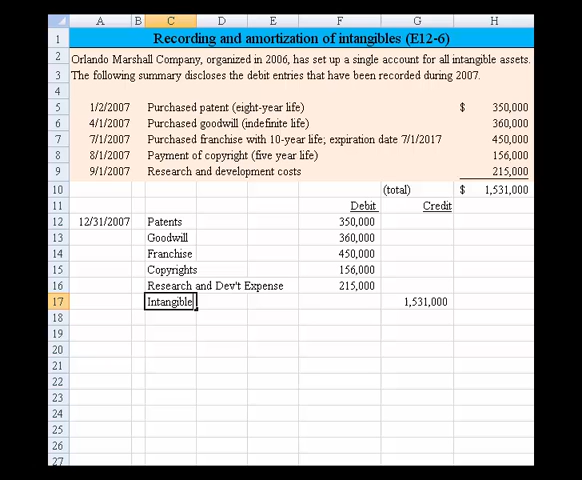 A B C D E F G H
1 Recording and amortization of intangibles (E12-6)
2 Orlando Marshall Company, organized in 2006, has set up a single account for all intangible assets.
3 The following summary discloses the debit entries that have been recorded during 2007.
4
5 1/2/2007 Purchased patent (eight-year life) $ 350,000
6 4/1/2007 Purchased goodwill (indefinite life) 360,000
7 7/1/2007 Purchased franchise with 10-year life; expiration date 7/1/2017 450,000
8 8/1/2007 Payment of copyright (five year life) 156,000
9 9/1/2007 Research and development costs 215,000
10 (total) $ 1,531,000
11 Debit Credit
12 12/31/2007 Patents 350,000
13 Goodwill 360,000
14 Franchise 450,000
15 Copyrights 156,000
16 Research and Dev't Expense 215,000
17 Intangible 1,531,000
18
19
20
21
22
23
24
25
26
27